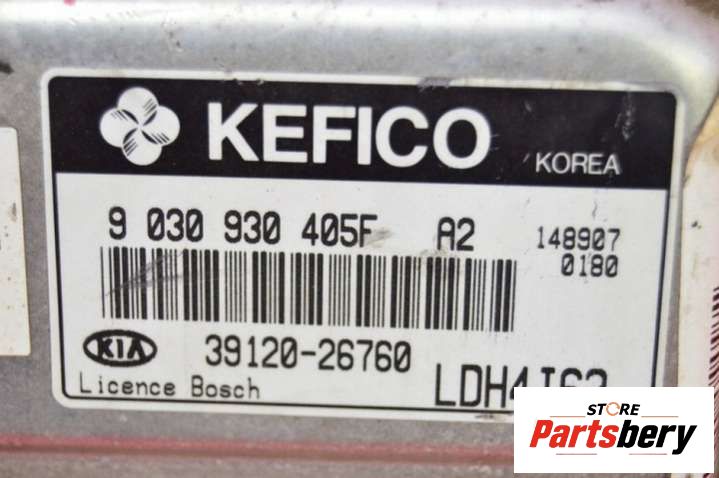 KEFICO KOREA
9 030 930 405F A2 148907
0180
KIA 39120-26760
Licence Bosch
STORE
Partsbery